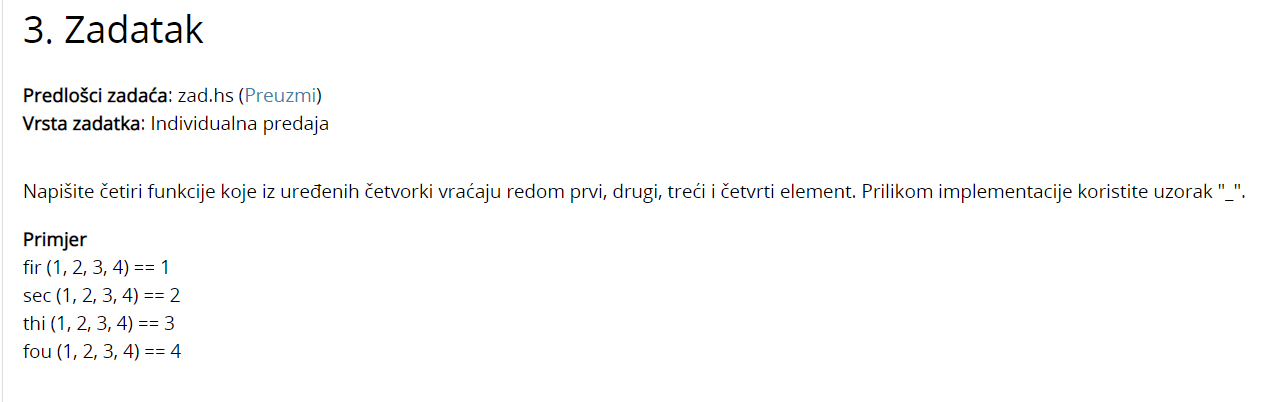 3. Zadatak
Predlošci zadaća: zad.hs (Preuzmi)
Vrsta zadatka: Individualna predaja
Napišite četiri funkcije koje iz uređenih četvorki vraćaju redom prvi, drugi, treći i četvrti element. Prilikom implementacije koristite uzorak "_".
Primjer
fir (1, 2, 3, 4) == 1
sec (1, 2, 3, 4) == 2
thi (1, 2, 3, 4) == 3
fou (1, 2, 3, 4) == 4